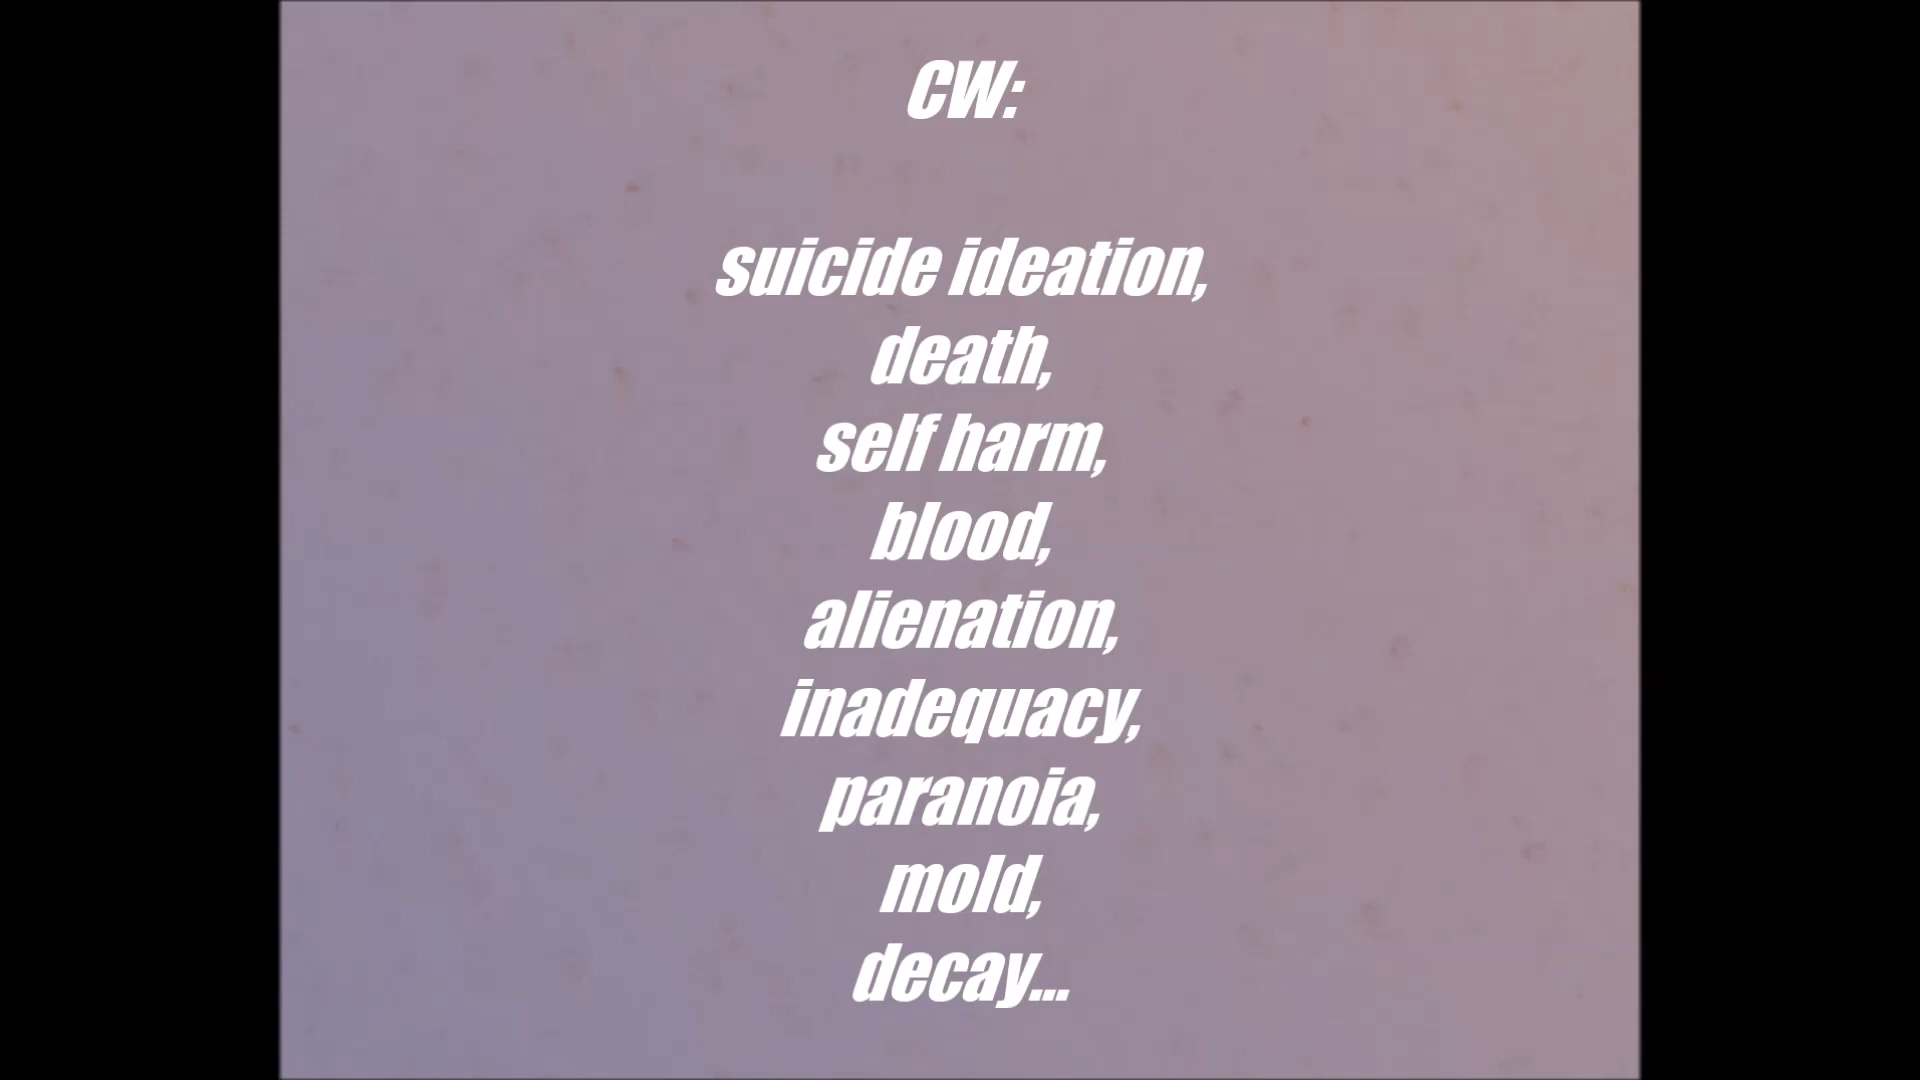 CW:
suicide ideation,
death,
self harm,
blood,
alienation,
inadequacy,
paranoia,
mold,
decay...